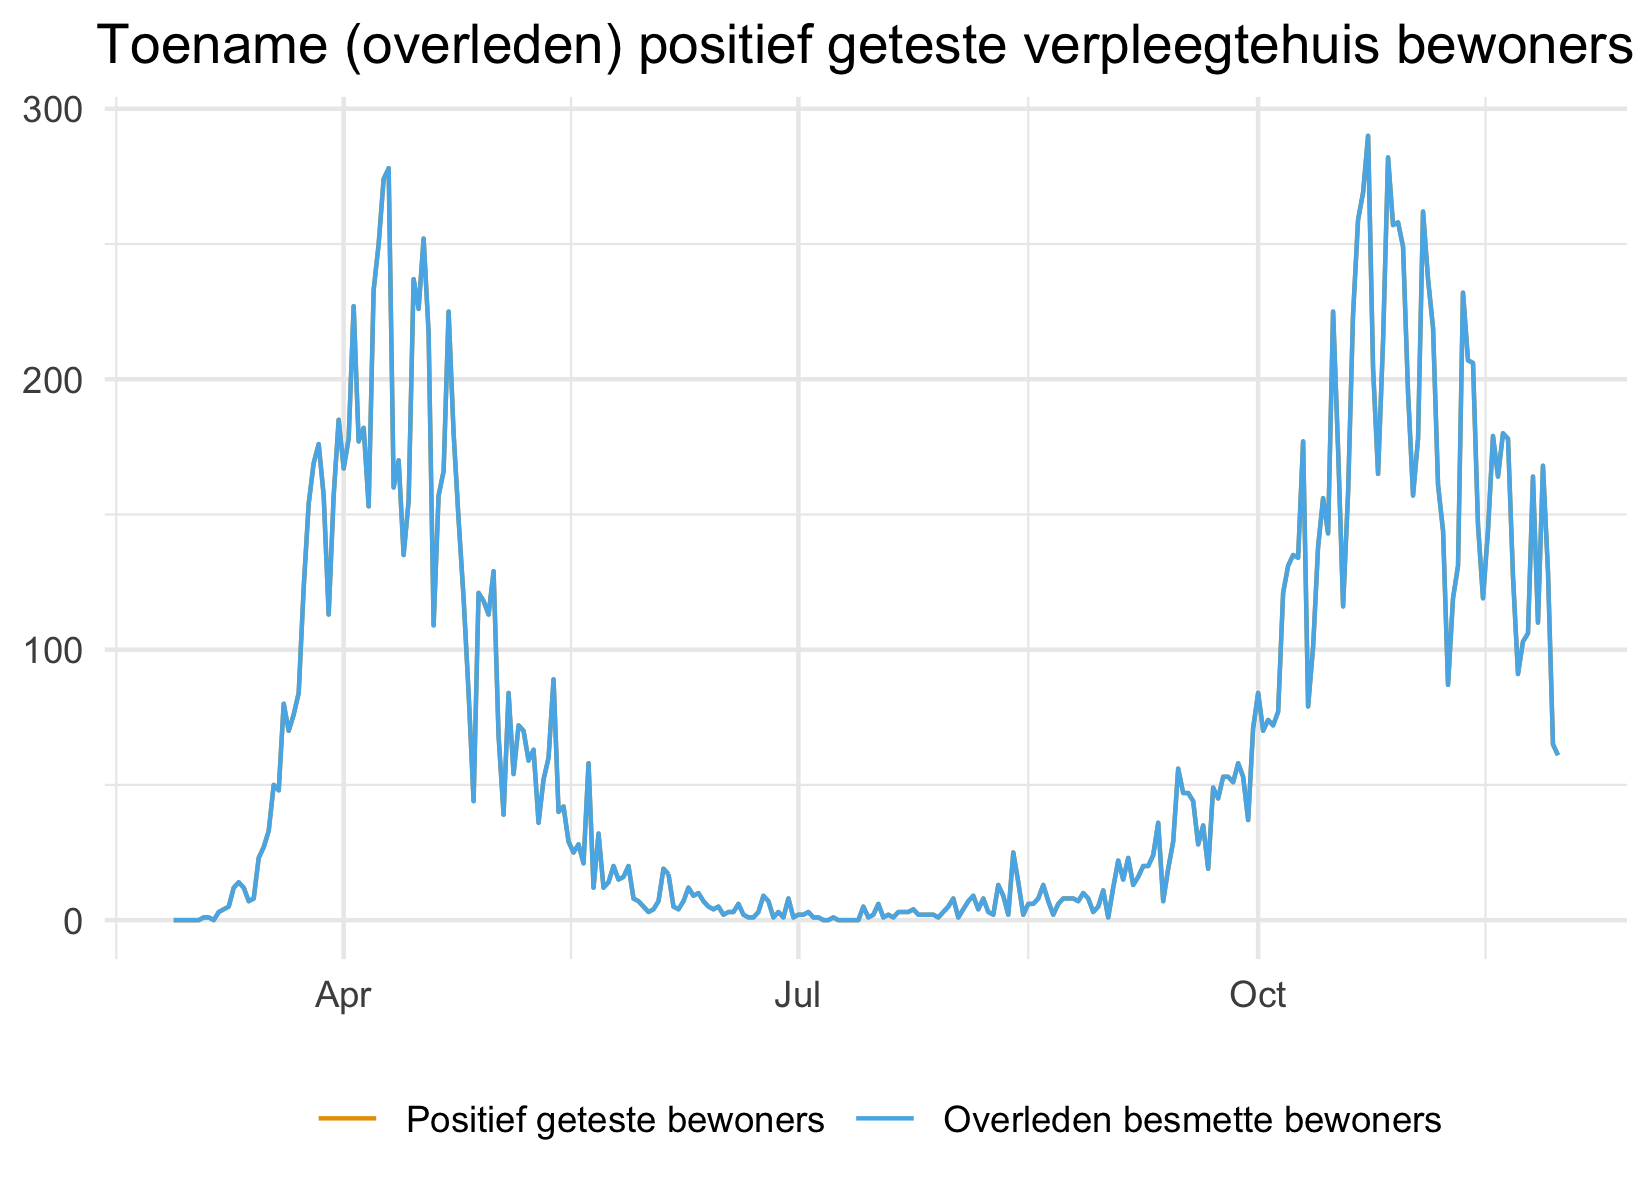 Toename (overleden) positief geteste verpleegtehuis bewoners
300
200
100
0
Apr Jul Oct
Positief geteste bewoners Overleden besmette bewoners